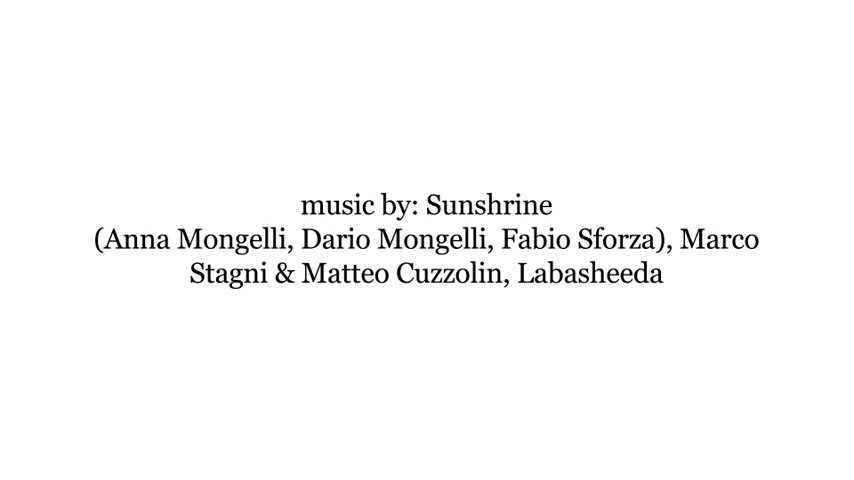 music by: Sunshrine
(Anna Mongelli, Dario Mongelli, Fabio Sforza), Marco
Stagni & Matteo Cuzzolin, Labasheeda